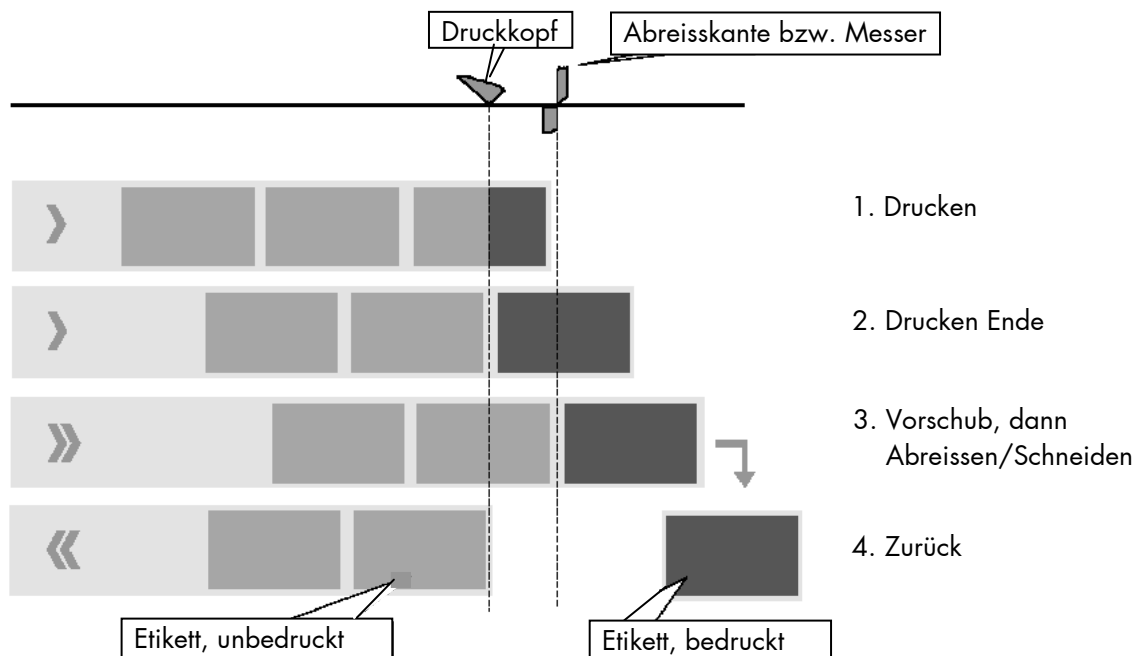 Druckkopf
Abreisskante bzw. Messer
1. Drucken
2. Drucken Ende
3. Vorschub, dann
Abreissen/Schneiden
4. Zurück
Etikett, unbedruckt
Etikett, bedruckt